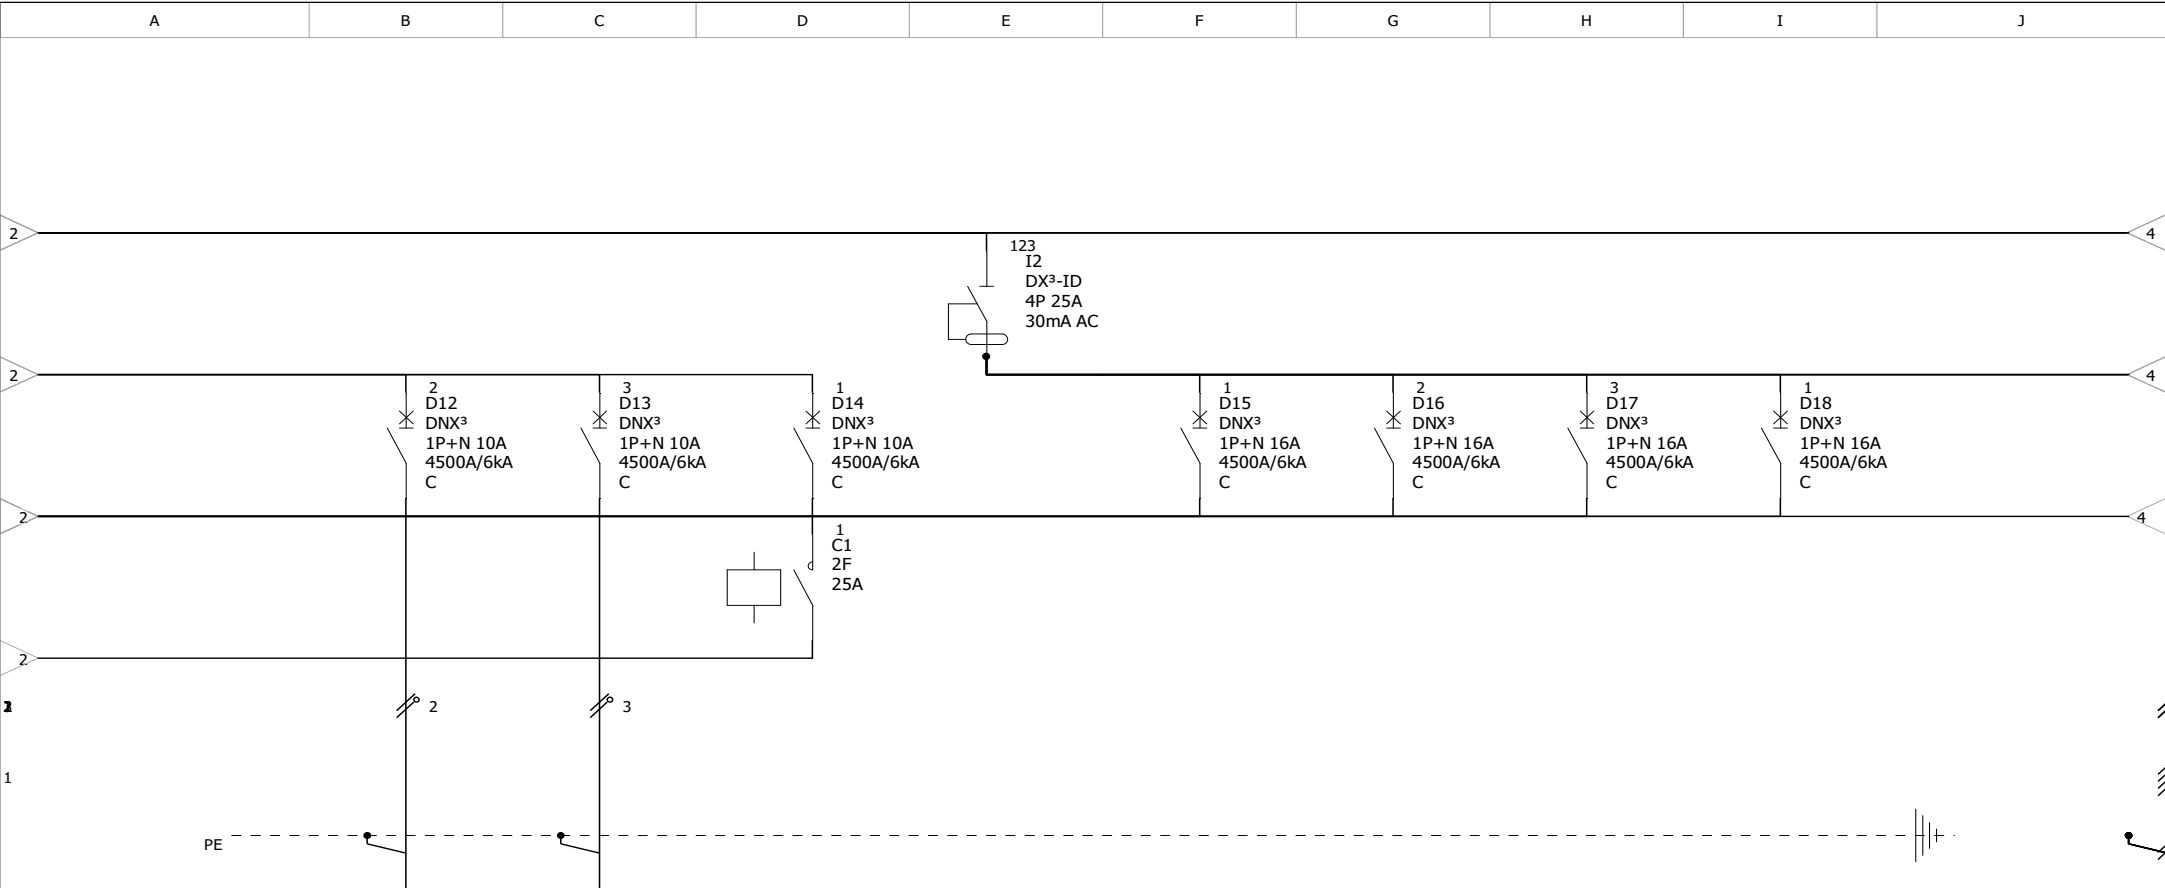 A B C D E F G H I J
2 4
123
I2
DX³-ID
4P 25A
30mA AC
2 4
2 3 1 1 2 3 1
D12 D13 D14 D15 D16 D17 D18
DNX³ DNX³ DNX³ DNX³ DNX³ DNX³ DNX³
1P+N 10A 1P+N 10A 1P+N 10A 1P+N 16A 1P+N 16A 1P+N 16A 1P+N 16A
4500A/6kA 4500A/6kA 4500A/6kA 4500A/6kA 4500A/6kA 4500A/6kA 4500A/6kA
C C C C C C C
2 4
1
C1
2F
25A
2
2 3
1
PE